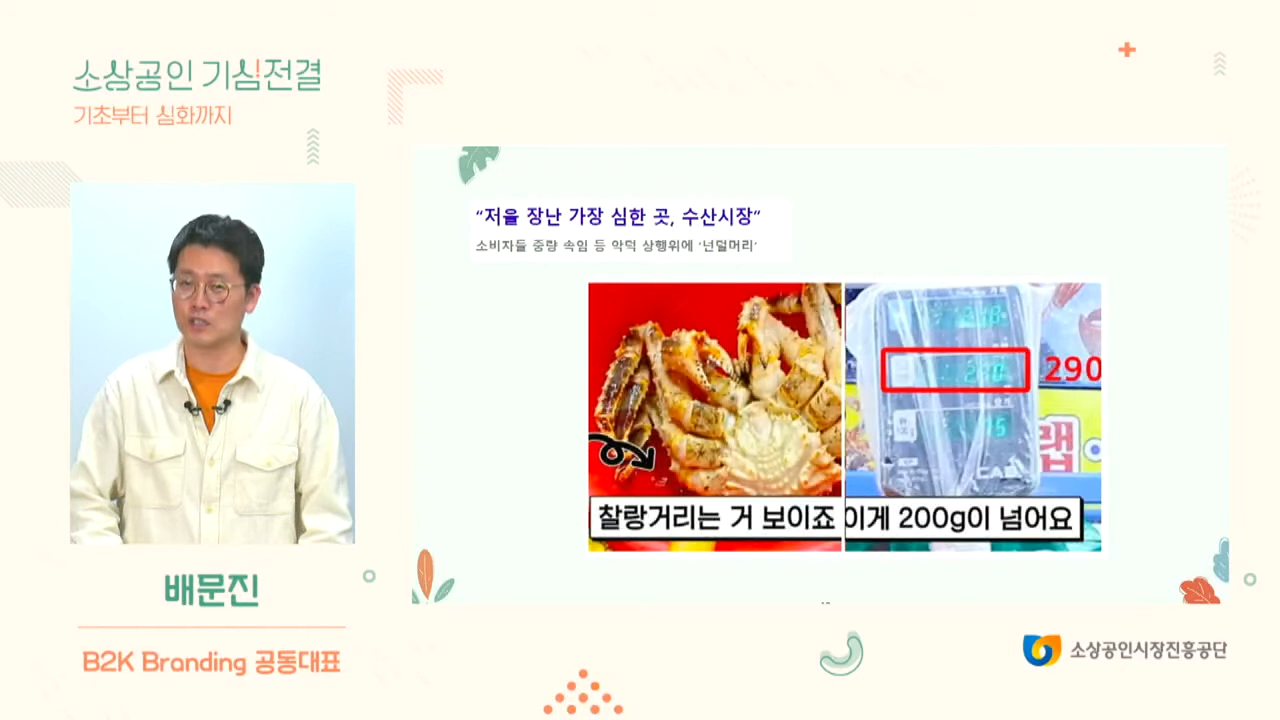 소상공인 기심전결
기초부터 심화까지
“저울 장난 가장 심한 곳, 수산시장”
소비자들 중량 속임 등 악덕 상행위에 ‘넌덜머리’
290
랩
CAS
찰랑거리는 거 보이죠
이게 200g이 넘어요
배문진
B2K Branding 공동대표
소상공인시장진흥공단